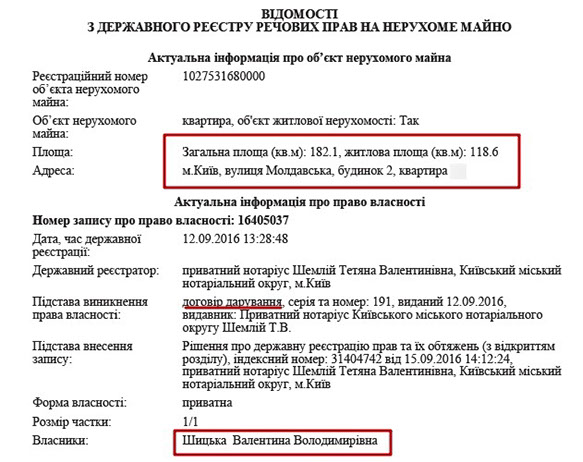 ВІДОМОСТІ
З ДЕРЖАВНОГО РЕЄСТРУ РЕЧОВИХ ПРАВ НА НЕРУХОМЕ МАЙНО
Актуальна інформація про об’єкт нерухомого майна
Реєстраційний номер об’єкта нерухомого майна: 1027531680000
Об’єкт нерухомого майна: квартира, об'єкт житлової нерухомості: Так
Площа: Загальна площа (кв.м): 182.1, житлова площа (кв.м): 118.6
Адреса: м.Київ, вулиця Молдавська, будинок 2, квартира
Актуальна інформація про право власності
Номер запису про право власності: 16405037
Дата, час державної реєстрації: 12.09.2016 13:28:48
Державний реєстратор: приватний нотаріус Шемлій Тетяна Валентинівна, Київський міський
нотаріальний округ, м.Київ
Підстава виникнення права власності: договір дарування, серія та номер: 191, виданий 12.09.2016,
видавник: Приватний нотаріус Київського міського нотаріального
округу Шемлій Т.В.
Підстава внесення запису: Рішення про державну реєстрацію прав та їх обтяжень (з відкриттям
розділу), індексний номер: 31404742 від 15.09.2016 14:12:24,
приватний нотаріус Шемлій Тетяна Валентинівна, Київський міський
нотаріальний округ, м.Київ
Форма власності: приватна
Розмір частки: 1/1
Власники: Шицька Валентина Володимирівна